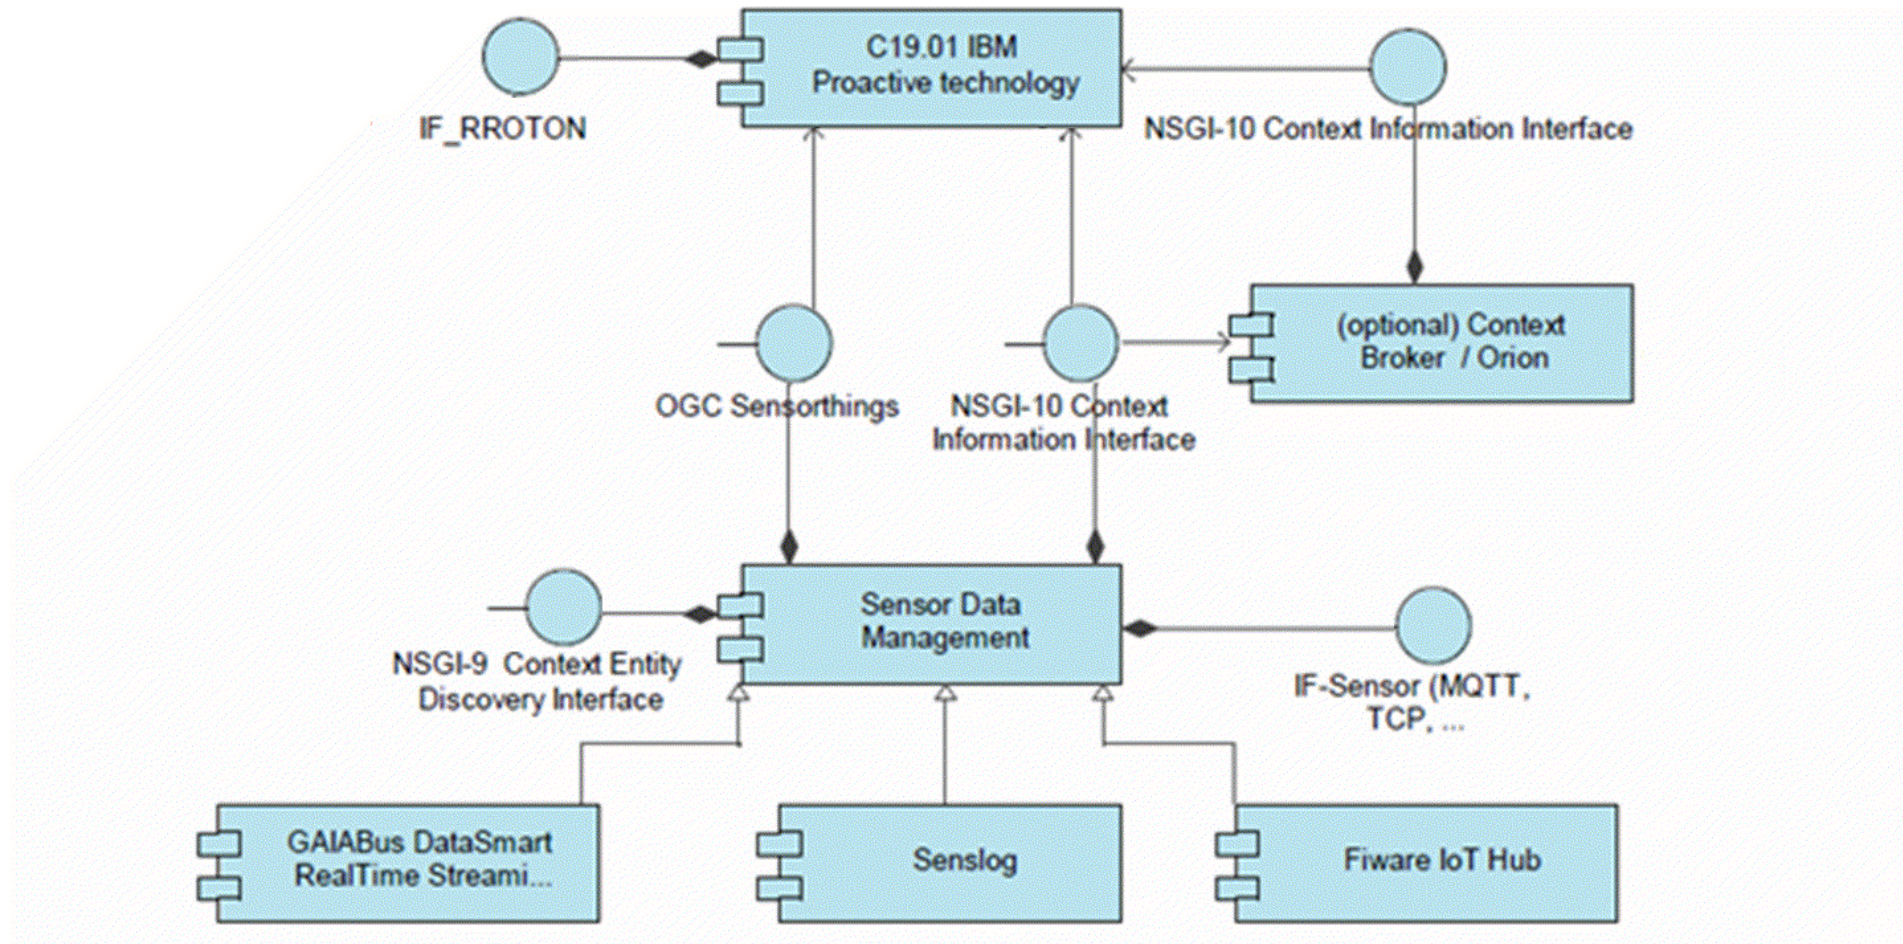 C19.01 IBM
Proactive technology
IF_RROTON
NSGI-10 Context Information Interface
(optional) Context
Broker / Orion
OGC Sensorthings
NSGI-10 Context
Information Interface
Sensor Data
Management
NSGI-9 Context Entity
Discovery Interface
IF-Sensor (MQTT,
TCP, ...
GAIABus DataSmart
RealTime Streami...
Senslog
Fiware IoT Hub